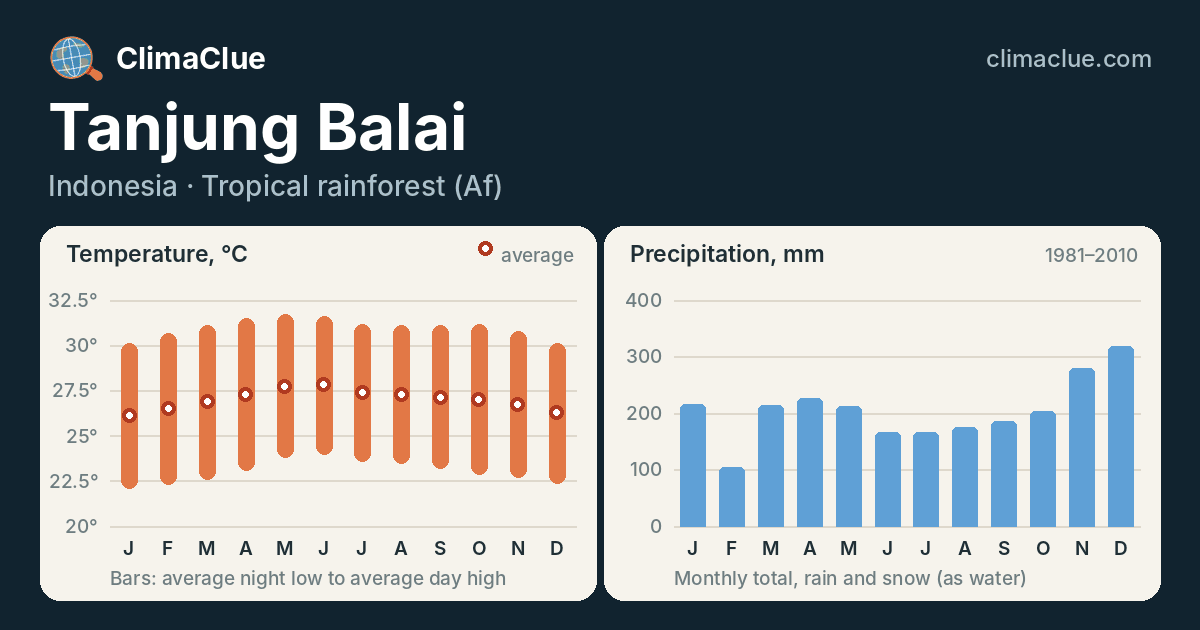 ClimaClue
climaclue.com
Tanjung Balai
Indonesia · Tropical rainforest (Af)
Temperature, °C
average
32.5°
30°
27.5°
25°
22.5°
20°
J F M A M J J A S O N D
Bars: average night low to average day high
Precipitation, mm
1981–2010
400
300
200
100
0
J F M A M J J A S O N D
Monthly total, rain and snow (as water)